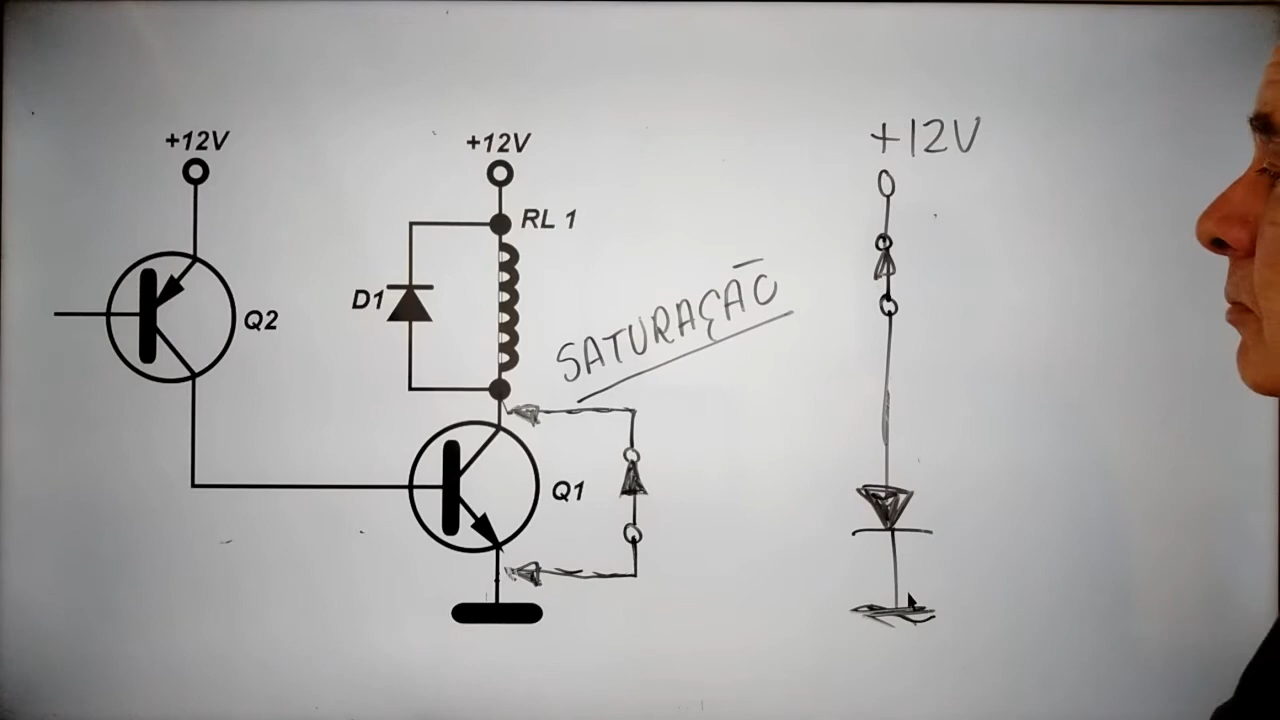 +12V
+12V
+12V
RL 1
D1
Q2
SATURAÇÃO
Q1